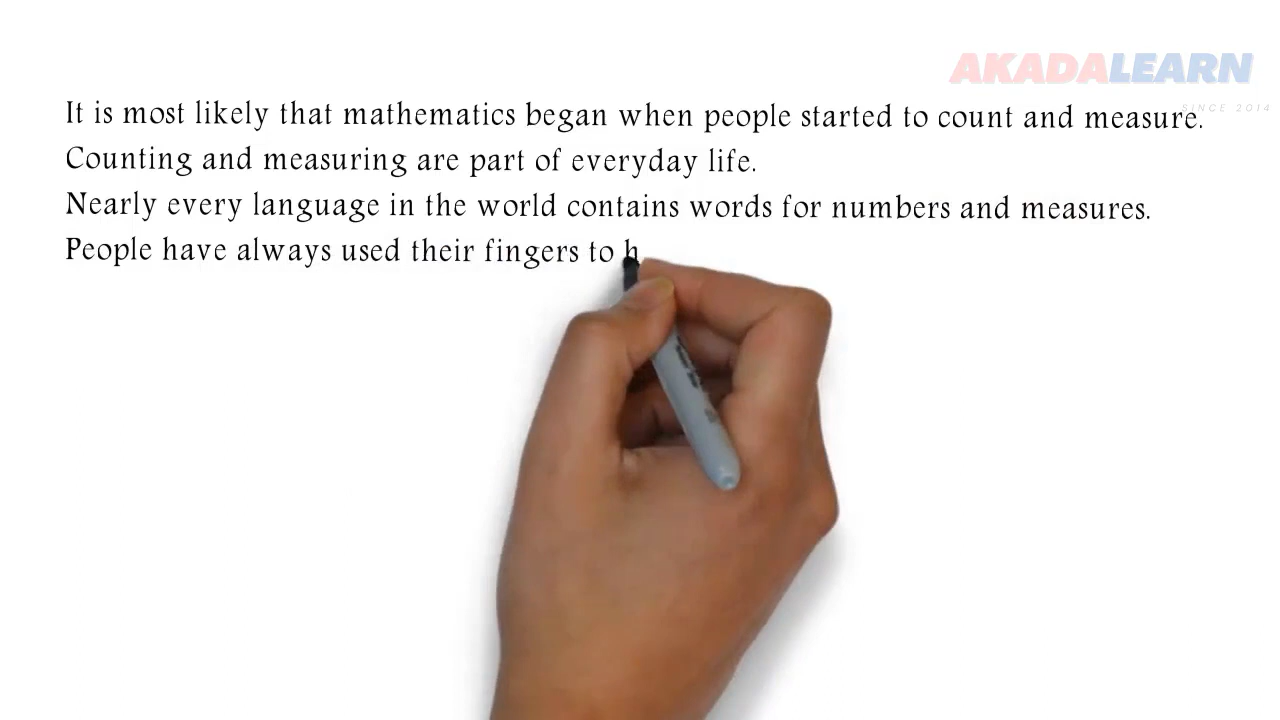 AKADALEARN
SINCE 2014
It is most likely that mathematics began when people started to count and measure.
Counting and measuring are part of everyday life.
Nearly every language in the world contains words for numbers and measures.
People have always used their fingers to h